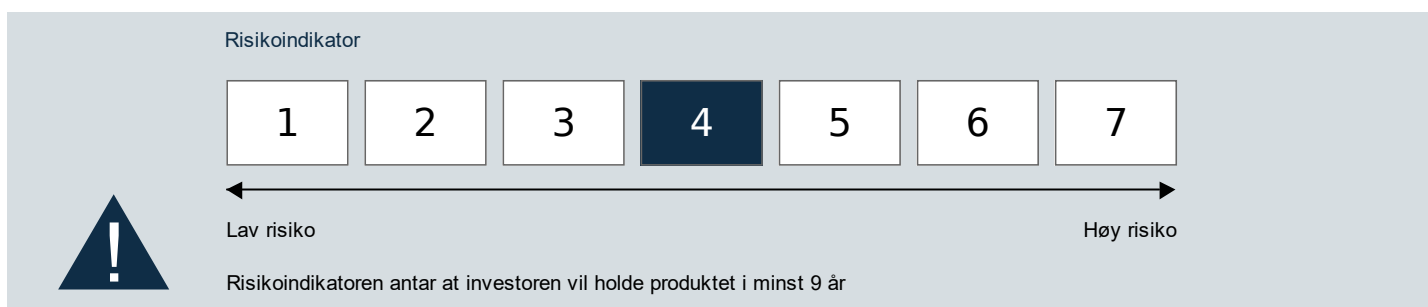 Risikoindikator
1 2 3 4 5 6 7
Lav risiko Høy risiko
!
Risikoindikatoren antar at investoren vil holde produktet i minst 9 år